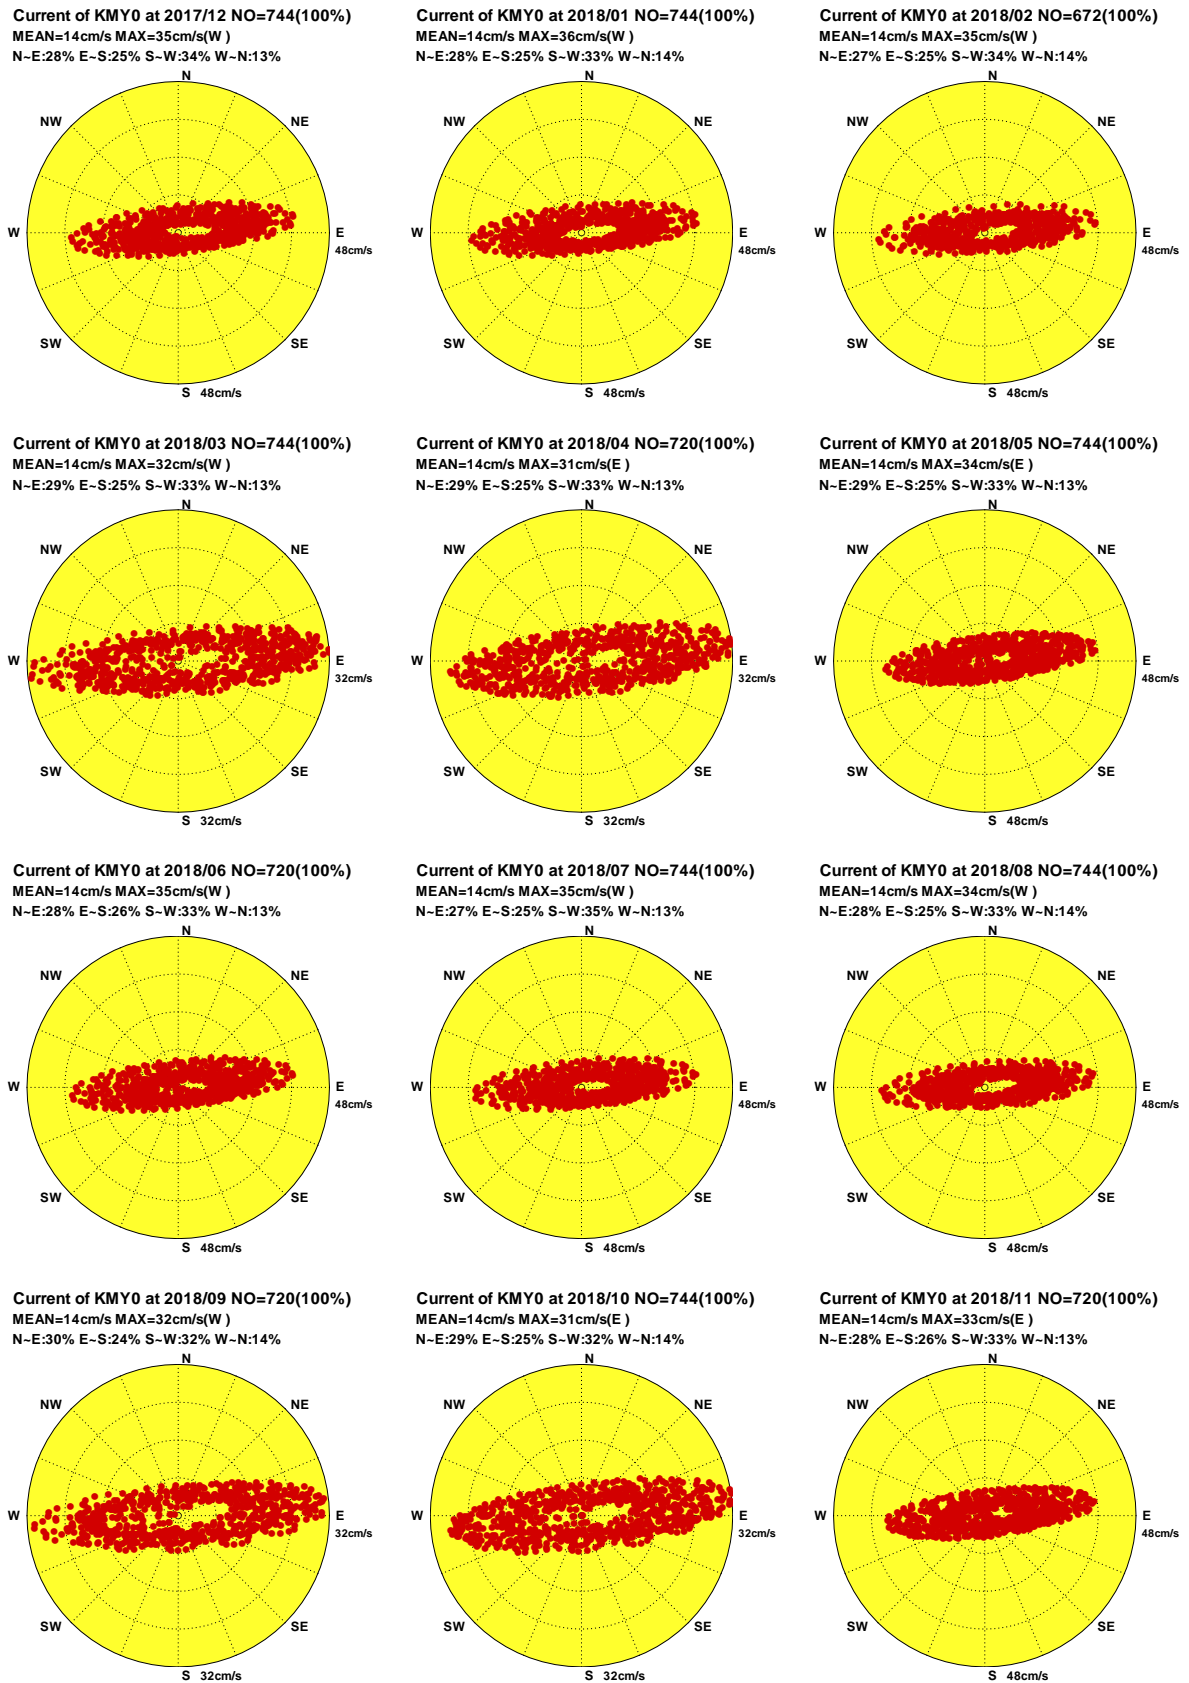 Current of KMY0 at 2017/12 NO=744(100%)
MEAN=14cm/s MAX=35cm/s(W )
N~E:28% E~S:25% S~W:34% W~N:13%
N
NW
NE
W
E
48cm/s
SW
SE
S 48cm/s
Current of KMY0 at 2018/01 NO=744(100%)
MEAN=14cm/s MAX=36cm/s(W )
N~E:28% E~S:25% S~W:33% W~N:14%
N
NW
NE
W
E
48cm/s
SW
SE
S 48cm/s
Current of KMY0 at 2018/02 NO=672(100%)
MEAN=14cm/s MAX=35cm/s(W )
N~E:27% E~S:25% S~W:34% W~N:14%
N
NW
NE
W
E
48cm/s
SW
SE
S 48cm/s
Current of KMY0 at 2018/03 NO=744(100%)
MEAN=14cm/s MAX=32cm/s(W )
N~E:29% E~S:25% S~W:33% W~N:13%
N
NW
NE
W
E
32cm/s
SW
SE
S 32cm/s
Current of KMY0 at 2018/04 NO=720(100%)
MEAN=14cm/s MAX=31cm/s(E )
N~E:29% E~S:25% S~W:33% W~N:13%
N
NW
NE
W
E
32cm/s
SW
SE
S 32cm/s
Current of KMY0 at 2018/05 NO=744(100%)
MEAN=14cm/s MAX=34cm/s(E )
N~E:29% E~S:25% S~W:33% W~N:13%
N
NW
NE
W
E
48cm/s
SW
SE
S 48cm/s
Current of KMY0 at 2018/06 NO=720(100%)
MEAN=14cm/s MAX=35cm/s(W )
N~E:28% E~S:26% S~W:33% W~N:13%
N
NW
NE
W
E
48cm/s
SW
SE
S 48cm/s
Current of KMY0 at 2018/07 NO=744(100%)
MEAN=14cm/s MAX=35cm/s(W )
N~E:27% E~S:25% S~W:35% W~N:13%
N
NW
NE
W
E
48cm/s
SW
SE
S 48cm/s
Current of KMY0 at 2018/08 NO=744(100%)
MEAN=14cm/s MAX=34cm/s(W )
N~E:28% E~S:25% S~W:33% W~N:14%
N
NW
NE
W
E
48cm/s
SW
SE
S 48cm/s
Current of KMY0 at 2018/09 NO=720(100%)
MEAN=14cm/s MAX=32cm/s(W )
N~E:30% E~S:24% S~W:32% W~N:14%
N
NW
NE
W
E
32cm/s
SW
SE
S 32cm/s
Current of KMY0 at 2018/10 NO=744(100%)
MEAN=14cm/s MAX=31cm/s(E )
N~E:29% E~S:25% S~W:32% W~N:14%
N
NW
NE
W
E
32cm/s
SW
SE
S 32cm/s
Current of KMY0 at 2018/11 NO=720(100%)
MEAN=14cm/s MAX=33cm/s(E )
N~E:28% E~S:26% S~W:33% W~N:13%
N
NW
NE
W
E
48cm/s
SW
SE
S 48cm/s